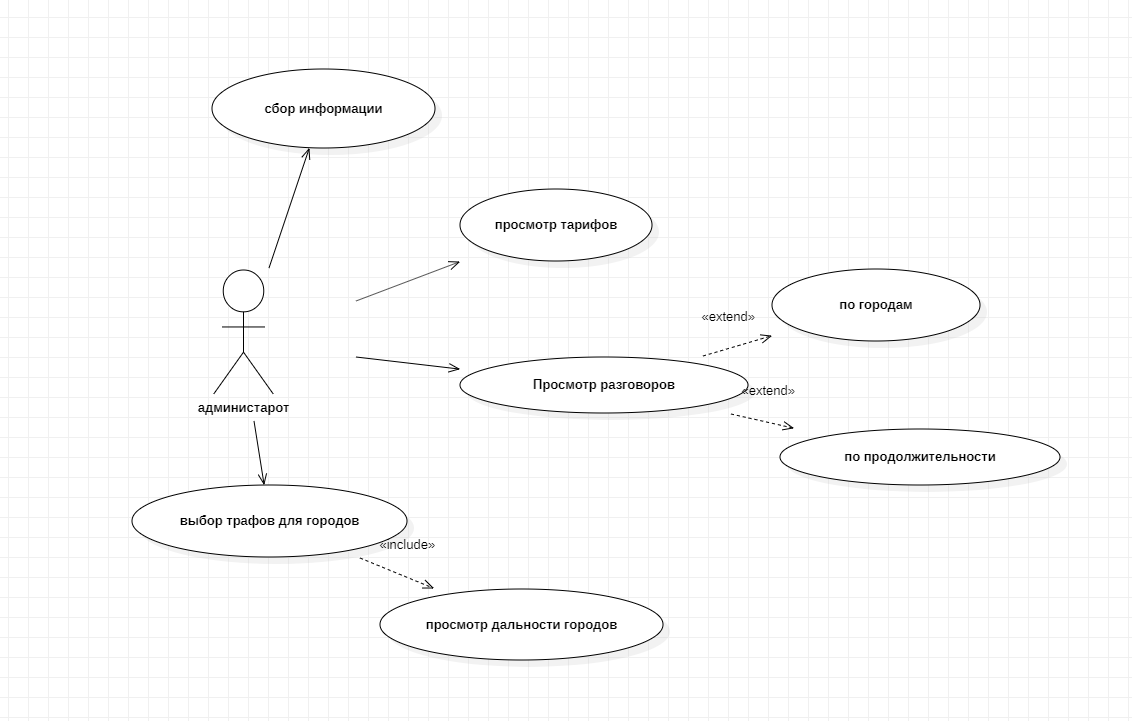 сбор информации
просмотр тарифов
по городам
«extend»
Просмотр разговоров
«extend»
администарот
по продолжительности
выбор трафов для городов
«include»
просмотр дальности городов